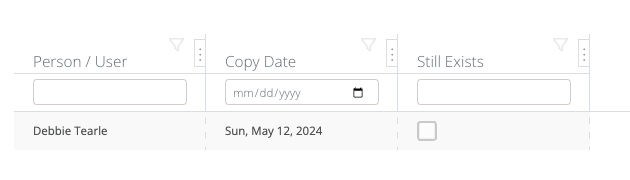 Person / User Copy Date Still Exists
mm/dd/yyyy
Debbie Tearle Sun, May 12, 2024